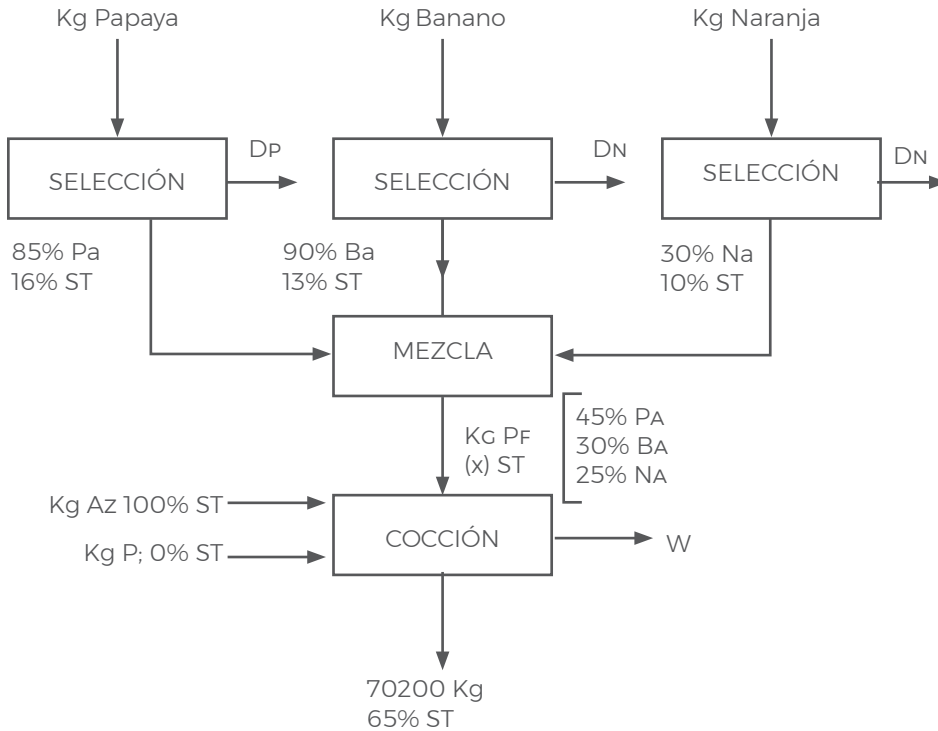 Kg Papaya
Kg Banano
Kg Naranja
SELECCIÓN
DP
SELECCIÓN
DN
SELECCIÓN
DN
85% Pa
16% ST
90% Ba
13% ST
30% Na
10% ST
MEZCLA
KG PF
(x) ST
45% PA
30% BA
25% NA
Kg Az 100% ST
Kg P; 0% ST
COCCIÓN
W
70200 Kg
65% ST